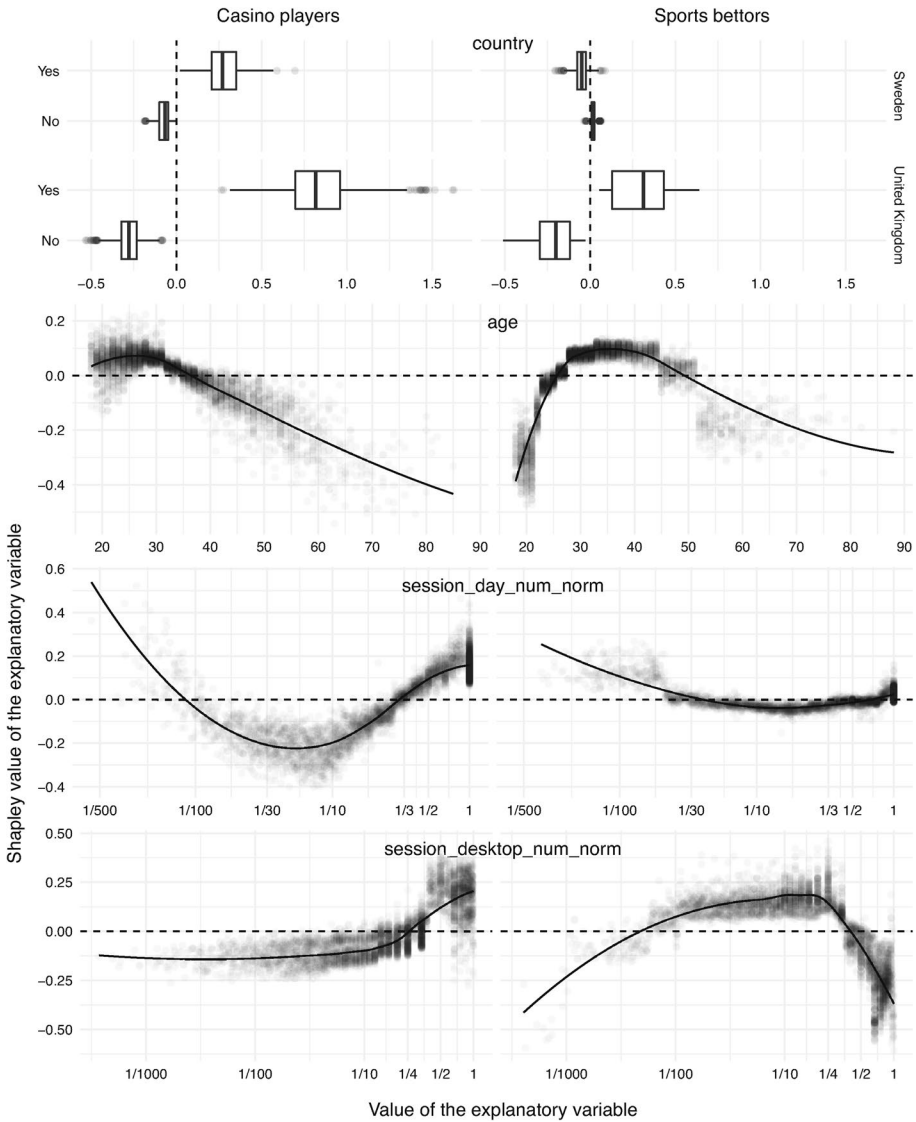 Casino players Sports bettors
country
Yes
No
Sweden
Yes
No
United Kingdom
−0.5 0.0 0.5 1.0 1.5 −0.5 0.0 0.5 1.0 1.5
age
0.2
0.0
−0.2
−0.4
20 30 40 50 60 70 80 90 20 30 40 50 60 70 80 90
session_day_num_norm
0.6
0.4
0.2
0.0
−0.2
−0.4
1/500 1/100 1/30 1/10 1/3 1/2 1 1/500 1/100 1/30 1/10 1/3 1/2 1
session_desktop_num_norm
0.50
0.25
0.00
−0.25
−0.50
1/1000 1/100 1/10 1/4 1/2 1 1/1000 1/100 1/10 1/4 1/2 1
Shapley value of the explanatory variable
Value of the explanatory variable